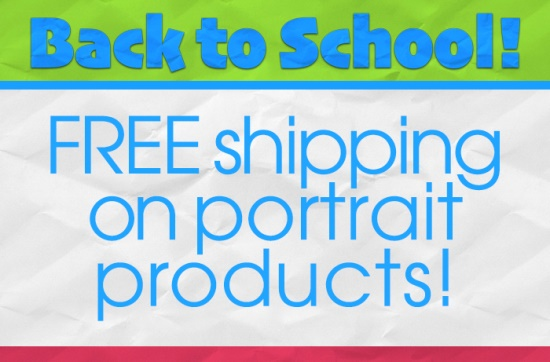 Back to School!
FREE shipping
on portrait
products!